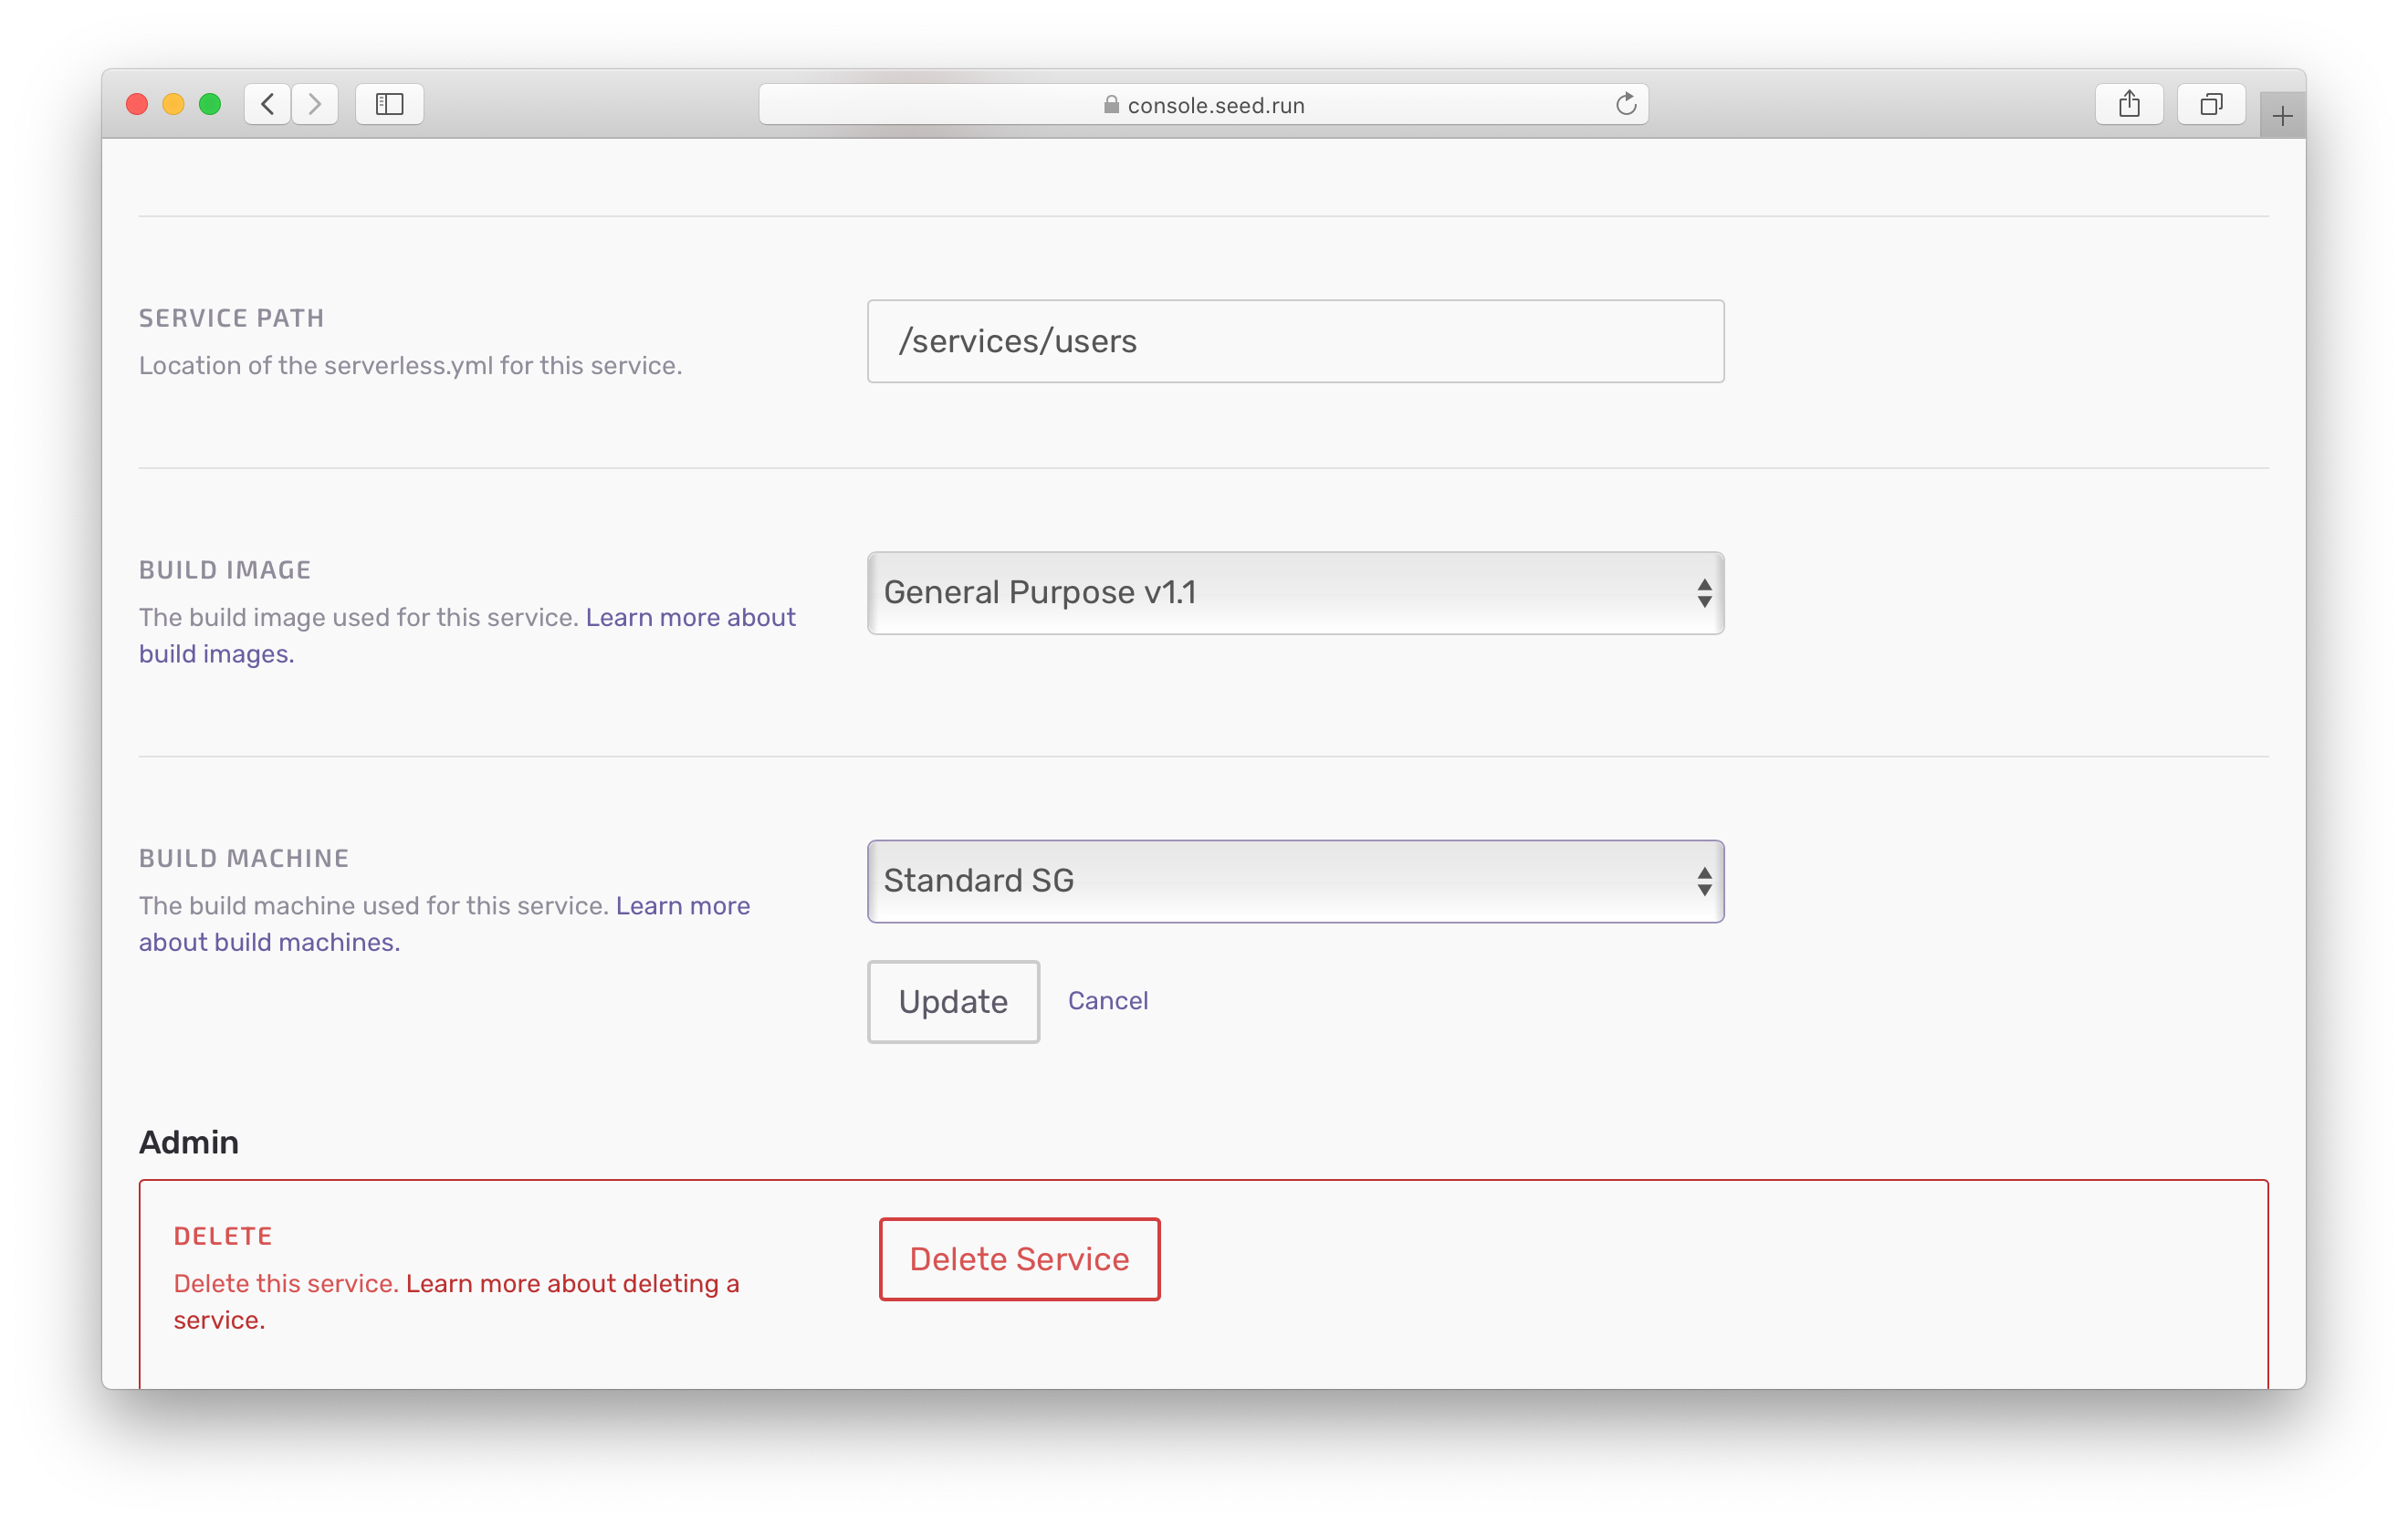 console.seed.run
SERVICE PATH
Location of the serverless.yml for this service.
/services/users
BUILD IMAGE
The build image used for this service. Learn more about
build images.
General Purpose v1.1
BUILD MACHINE
The build machine used for this service. Learn more
about build machines.
Standard SG
Update
Cancel
Admin
DELETE
Delete this service. Learn more about deleting a
service.
Delete Service